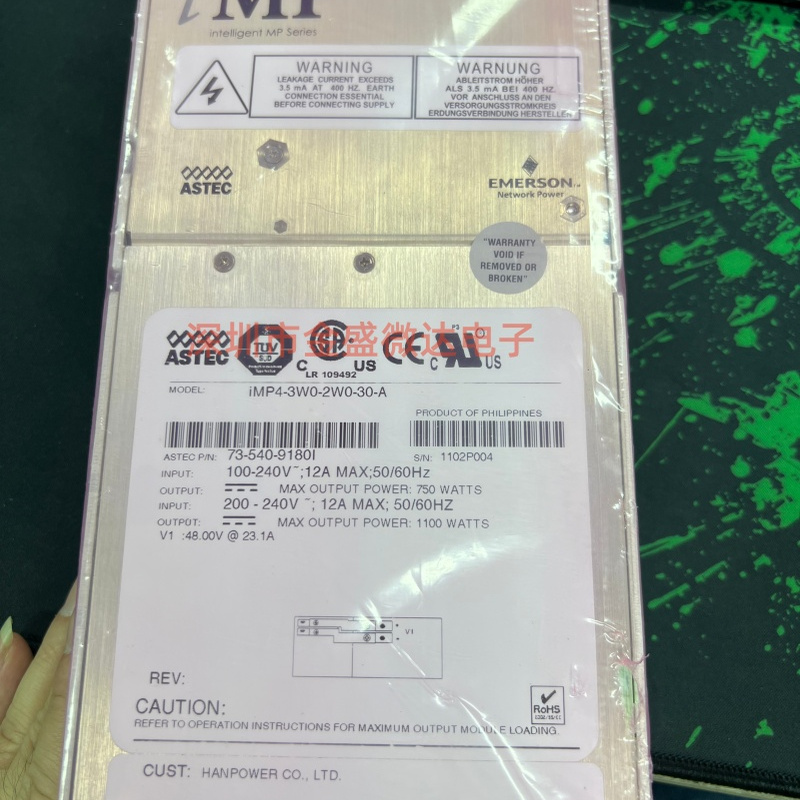 iMP
intelligent MP Series
WARNING
LEAKAGE CURRENT EXCEEDS
3.5 mA AT 400 HZ. EARTH
CONNECTION ESSENTIAL
BEFORE CONNECTING SUPPLY
WARNUNG
ABLEITSTROM HÖHER
ALS 3.5 mA BEI 400 HZ.
VOR ANSCHLUSS AN DEN
VERSORGUNGSSTROMKREIS
ERDUNGSVERBINDUNG HERSTELLEN
ASTEC
EMERSON
Network Power
"WARRANTY
VOID IF
REMOVED OR
BROKEN"
深圳市金盛微达电子
ASTEC
TÜV
C US
LR 109492
CE
C US
MODEL: iMP4-3W0-2W0-30-A
PRODUCT OF PHILIPPINES
ASTEC P/N: 73-540-9180I
S/N: 1102P004
INPUT: 100-240V~;12A MAX;50/60Hz
OUTPUT: MAX OUTPUT POWER: 750 WATTS
INPUT: 200 - 240V ~; 12A MAX; 50/60HZ
OUTPUT: MAX OUTPUT POWER: 1100 WATTS
V1 :48.00V @ 23.1A
V1
REV:
RoHS
CAUTION:
REFER TO OPERATION INSTRUCTIONS FOR MAXIMUM OUTPUT MODULE LOADING.
CUST: HANPOWER CO., LTD.